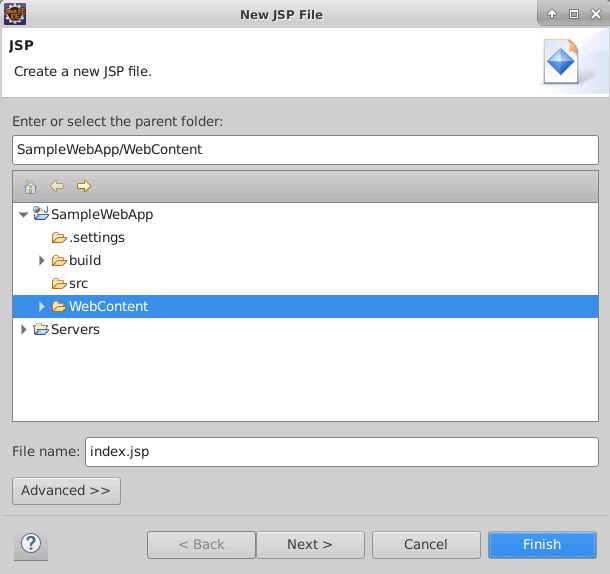 New JSP File
JSP
Create a new JSP file.
Enter or select the parent folder:
SampleWebApp/WebContent
SampleWebApp
.settings
build
src
WebContent
Servers
File name: index.jsp
Advanced >>
? < Back Next > Cancel Finish